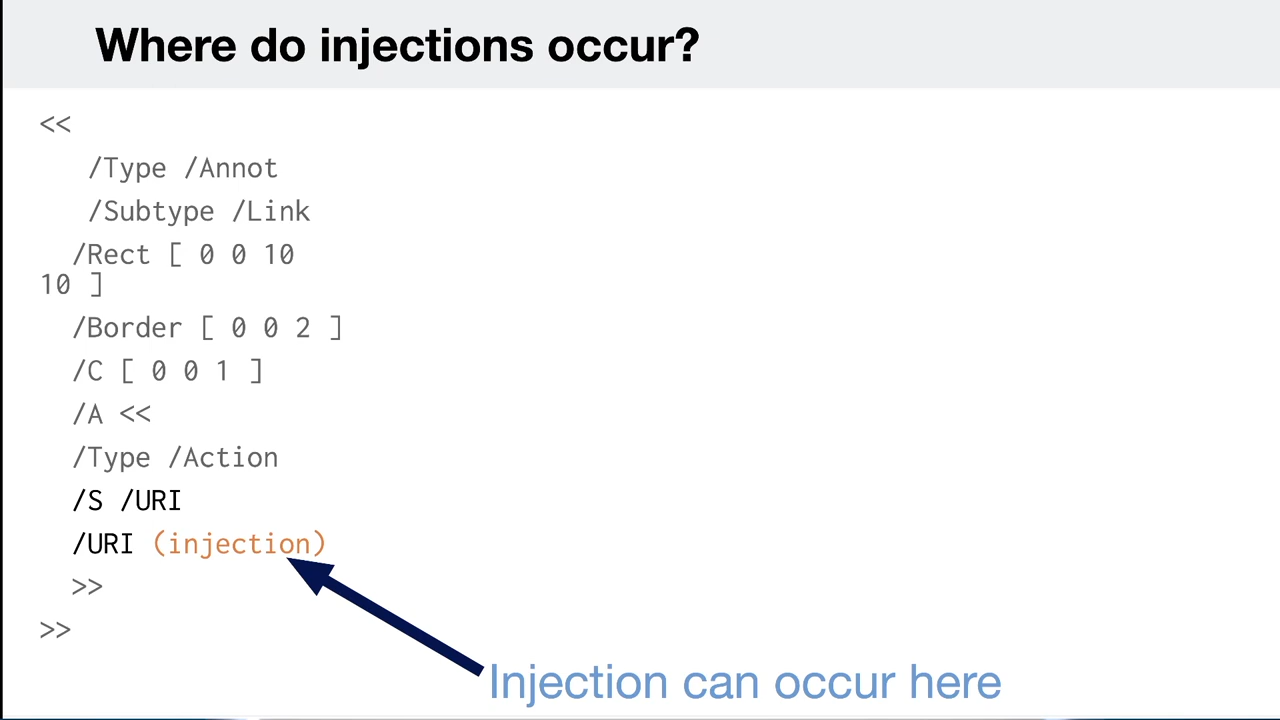 Where do injections occur?
<<
/Type /Annot
/Subtype /Link
/Rect [ 0 0 10
10 ]
/Border [ 0 0 2 ]
/C [ 0 0 1 ]
/A <<
/Type /Action
/S /URI
/URI (injection)
>>
>>
Injection can occur here